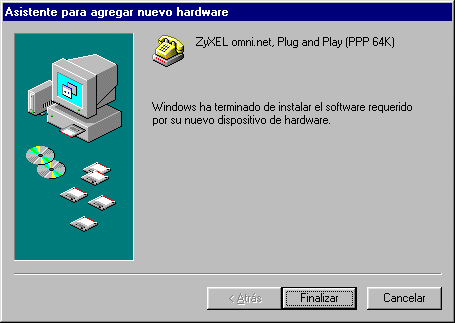 Asistente para agregar nuevo hardware
ZyXEL omni.net, Plug and Play (PPP 64K)
Windows ha terminado de instalar el software requerido
por su nuevo dispositivo de hardware.
< Atrás
Finalizar
Cancelar